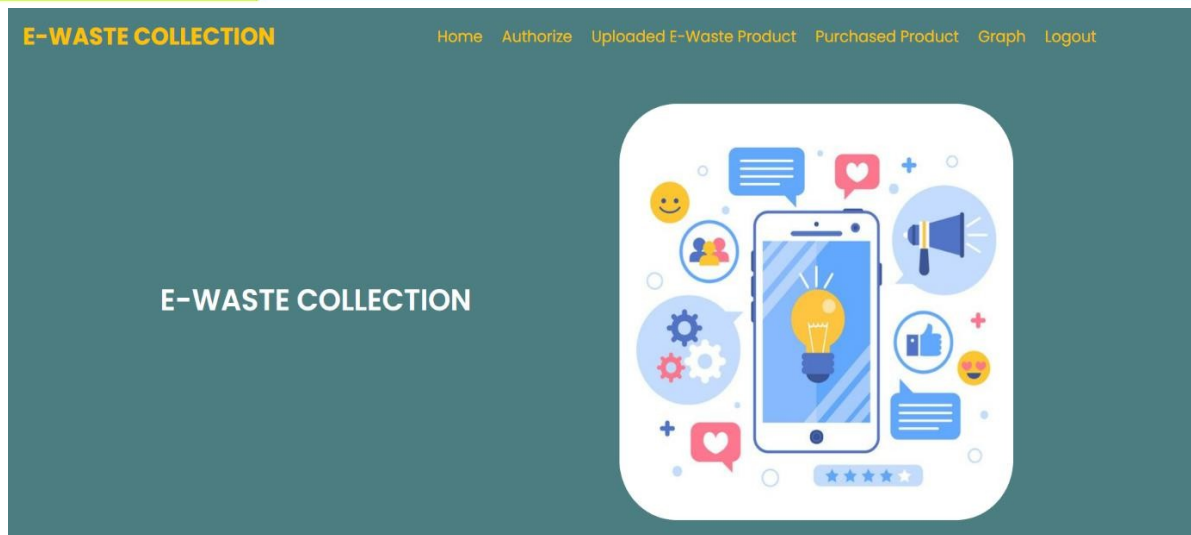 E-WASTE COLLECTION
Home Authorize Uploaded E-Waste Product Purchased Product Graph Logout
E-WASTE COLLECTION